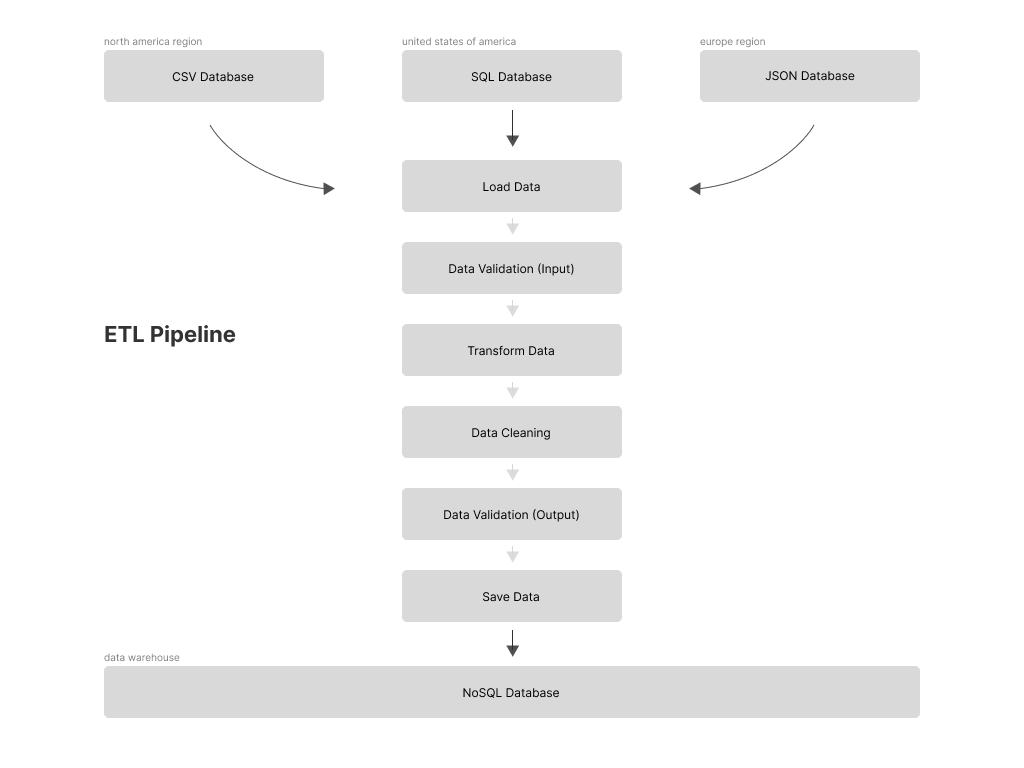 north america region
united states of america
europe region
CSV Database
SQL Database
JSON Database
Load Data
Data Validation (Input)
ETL Pipeline
Transform Data
Data Cleaning
Data Validation (Output)
Save Data
data warehouse
NoSQL Database